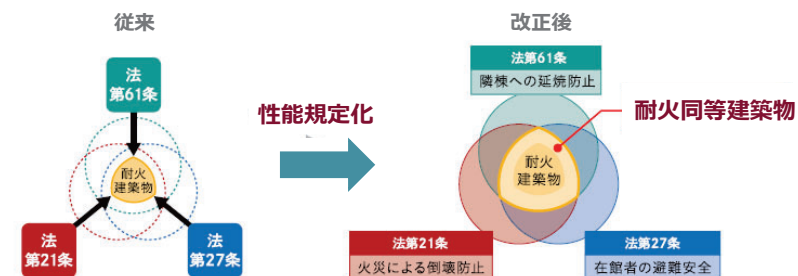 従来
改正後
法
第61条
耐火
建築物
法
第21条
法
第27条
性能規定化
法第61条
隣棟への延焼防止
耐火同等建築物
耐火
建築物
法第21条
火災による倒壊防止
法第27条
在館者の避難安全